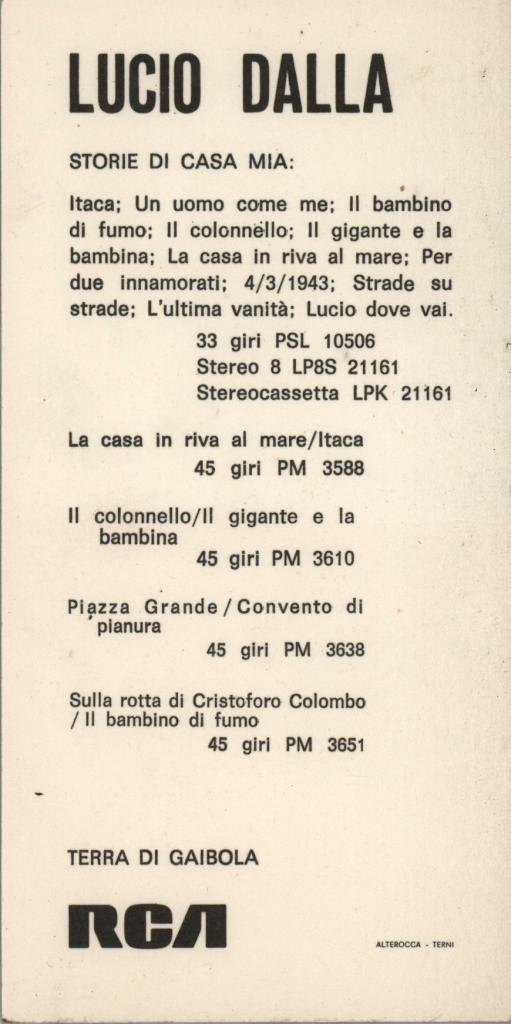 LUCIO DALLA
STORIE DI CASA MIA:
Itaca; Un uomo come me; Il bambino
di fumo; Il colonnello; Il gigante e la
bambina; La casa in riva al mare; Per
due innamorati; 4/3/1943; Strade su
strade; L'ultima vanità; Lucio dove vai.
33 giri PSL 10506
Stereo 8 LP8S 21161
Stereocassetta LPK 21161
La casa in riva al mare/Itaca
45 giri PM 3588
Il colonnello/Il gigante e la
bambina
45 giri PM 3610
Piazza Grande/Convento di
pianura
45 giri PM 3638
Sulla rotta di Cristoforo Colombo
/Il bambino di fumo
45 giri PM 3651
TERRA DI GAIBOLA
RCA
ALTEROCCA - TERNI